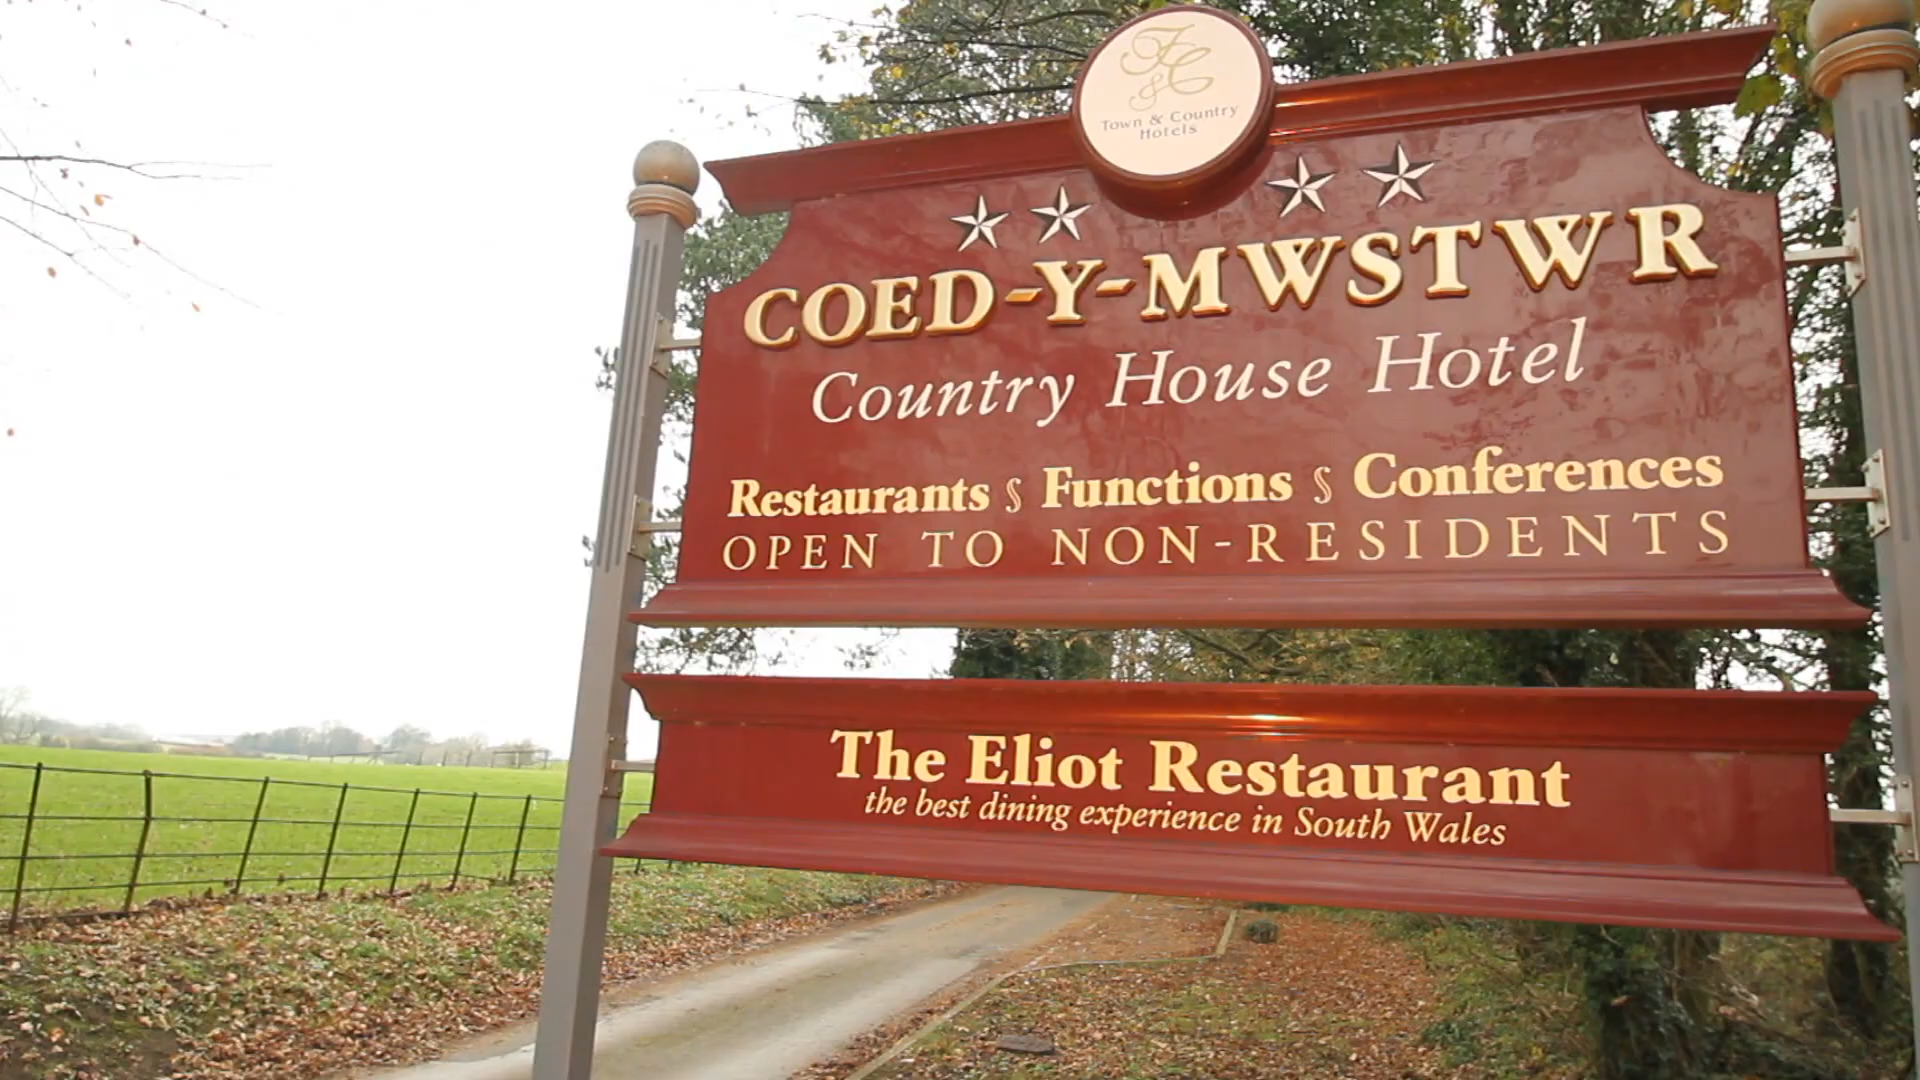 T&C
Town & Country
Hotels
COED-Y-MWSTWR
Country House Hotel
Restaurants § Functions § Conferences
OPEN TO NON-RESIDENTS
The Eliot Restaurant
the best dining experience in South Wales